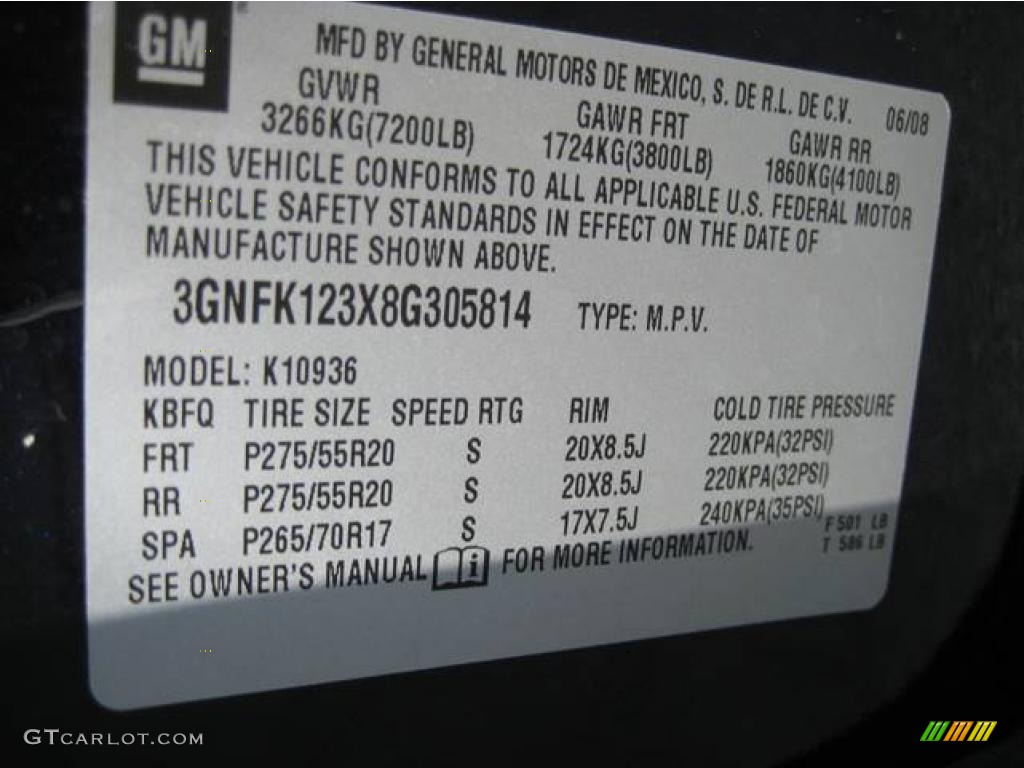 GM
MFD BY GENERAL MOTORS DE MEXICO, S. DE R.L. DE C.V. 06/08
GVWR GAWR FRT GAWR RR
3266KG(7200LB) 1724KG(3800LB) 1860KG(4100LB)
THIS VEHICLE CONFORMS TO ALL APPLICABLE U.S. FEDERAL MOTOR
VEHICLE SAFETY STANDARDS IN EFFECT ON THE DATE OF
MANUFACTURE SHOWN ABOVE.
3GNFK123X8G305814 TYPE: M.P.V.
MODEL: K10936
KBFQ TIRE SIZE SPEED RTG RIM COLD TIRE PRESSURE
FRT P275/55R20 S 20X8.5J 220KPA(32PSI)
RR P275/55R20 S 20X8.5J 220KPA(32PSI)
SPA P265/70R17 S 17X7.5J 240KPA(35PSI)
F 501 LB
T 586 LB
SEE OWNER'S MANUAL i FOR MORE INFORMATION.
GTCARLOT.COM